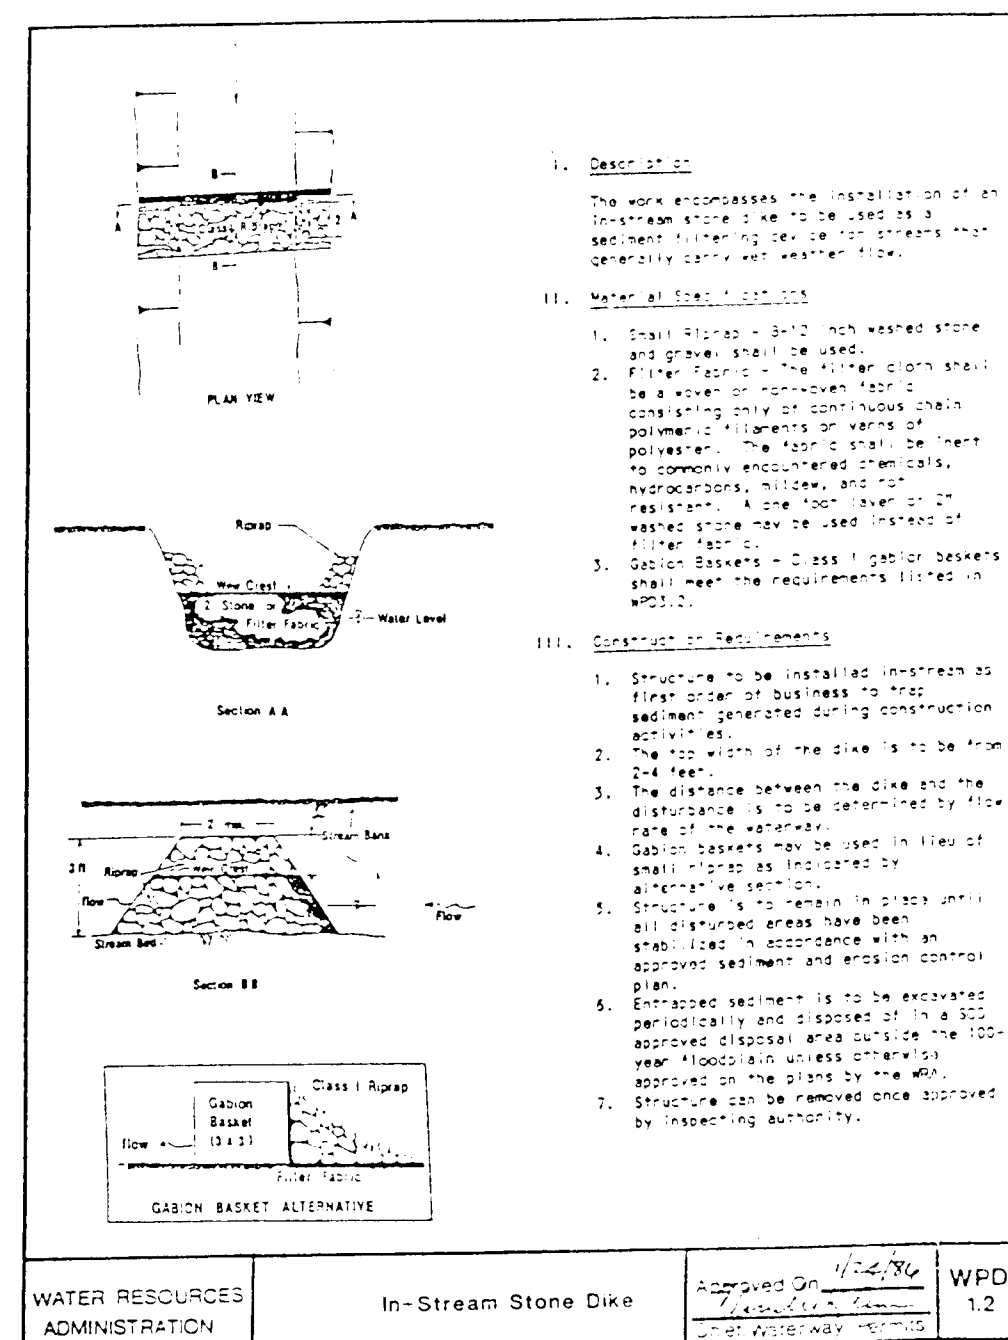 B
A
Class I Riprap
2
A
B
PLAN VIEW
Riprap
Weir Crest
2" Stone or
Filter Fabric
Water Level
Section A A
2'
Stream Bank
3 ft
Riprap
Weir Crest
flow
Flow
Stream Bed
Section B B
Class I Riprap
Gabion
Basket
(3 x 3)
flow
Filter Fabric
GABION BASKET ALTERNATIVE
I. Description
The work encompasses the installation of an
in-stream stone dike to be used as a
sediment filtering device for streams that
generally carry wet weather flow.
II. Material Specifications
1. Small Riprap - 8-12 inch washed stone
and gravel shall be used.
2. Filter Fabric - The filter cloth shall
be a woven or non-woven fabric
consisting only of continuous chain
polymeric filaments or yarns of
polyester. The fabric shall be inert
to commonly encountered chemicals,
hydrocarbons, mildew, and rot
resistant. A one foot layer of 2"
washed stone may be used instead of
filter fabric.
3. Gabion Baskets - Class I gabion baskets
shall meet the requirements listed in
WPD3.2.
III. Construction Requirements
1. Structure to be installed in-stream as
first order of business to trap
sediment generated during construction
activities.
2. The top width of the dike is to be from
2-4 feet.
3. The distance between the dike and the
disturbance is to be determined by flow
rate of the waterway.
4. Gabion baskets may be used in lieu of
small riprap as indicated by
alternative section.
5. Structure is to remain in place until
all disturbed areas have been
stabilized in accordance with an
approved sediment and erosion control
plan.
6. Entrapped sediment is to be excavated
periodically and disposed of in a SCD
approved disposal area outside the 100-
year floodplain unless otherwise
approved on the plans by the WRA.
7. Structure can be removed once approved
by inspecting authority.
WATER RESOURCES
ADMINISTRATION
In-Stream Stone Dike
Approved On 1/24/86
Chief Waterway Permits
WPD
1.2